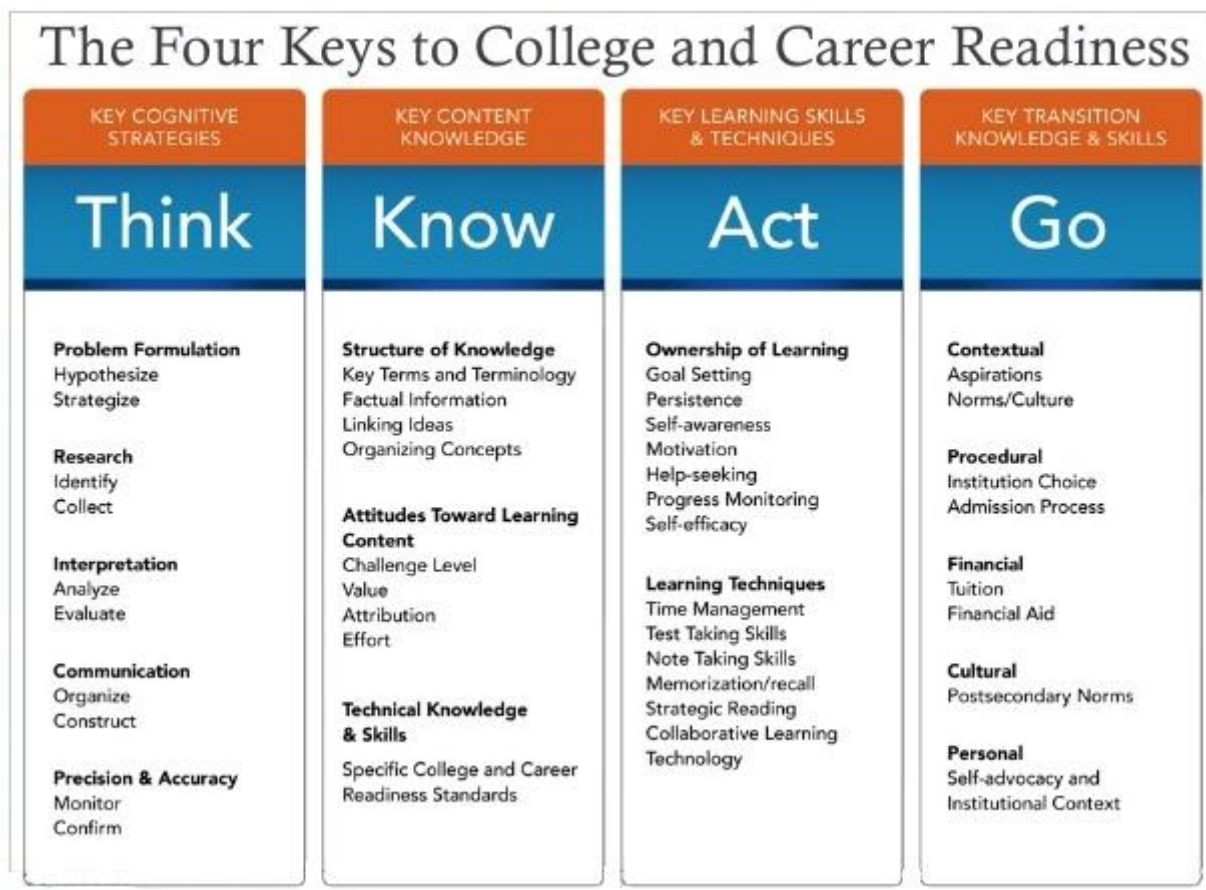 The Four Keys to College and Career Readiness
KEY COGNITIVE
STRATEGIES
Think
Problem Formulation
Hypothesize
Strategize
Research
Identify
Collect
Interpretation
Analyze
Evaluate
Communication
Organize
Construct
Precision & Accuracy
Monitor
Confirm
KEY CONTENT
KNOWLEDGE
Know
Structure of Knowledge
Key Terms and Terminology
Factual Information
Linking Ideas
Organizing Concepts
Attitudes Toward Learning
Content
Challenge Level
Value
Attribution
Effort
Technical Knowledge
& Skills
Specific College and Career
Readiness Standards
KEY LEARNING SKILLS
& TECHNIQUES
Act
Ownership of Learning
Goal Setting
Persistence
Self-awareness
Motivation
Help-seeking
Progress Monitoring
Self-efficacy
Learning Techniques
Time Management
Test Taking Skills
Note Taking Skills
Memorization/recall
Strategic Reading
Collaborative Learning
Technology
KEY TRANSITION
KNOWLEDGE & SKILLS
Go
Contextual
Aspirations
Norms/Culture
Procedural
Institution Choice
Admission Process
Financial
Tuition
Financial Aid
Cultural
Postsecondary Norms
Personal
Self-advocacy and
Institutional Context